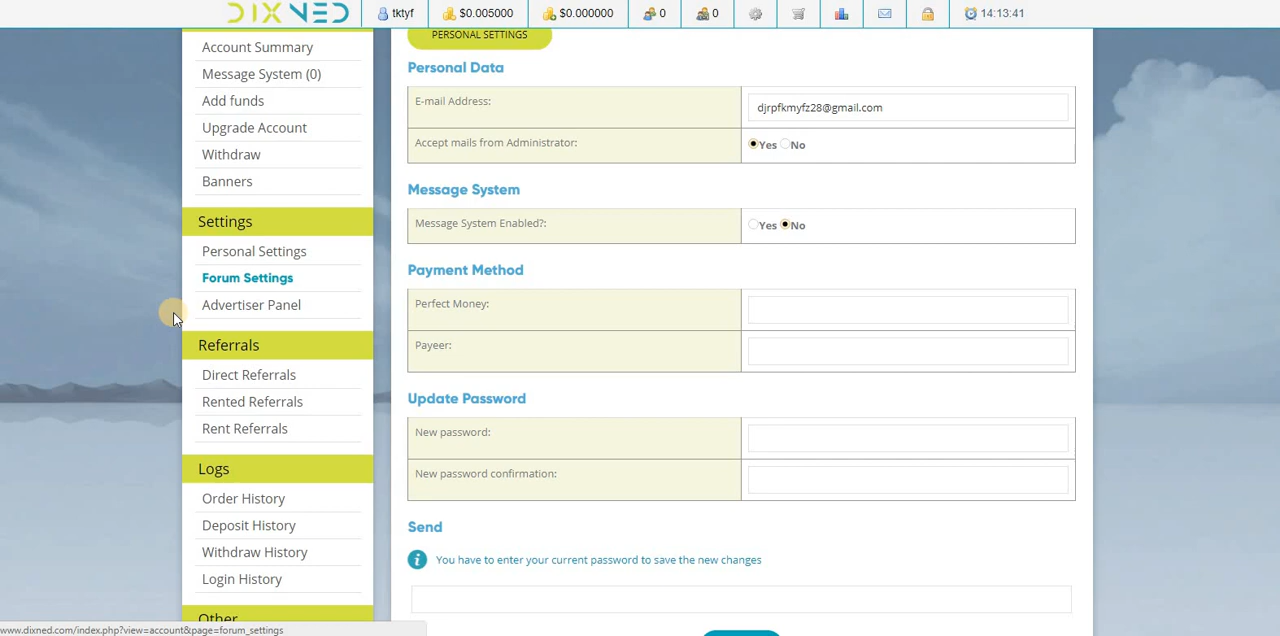 DIXNED tktyf $0.005000 $0.000000 0 0 14:13:41
Account Summary
Message System (0)
Add funds
Upgrade Account
Withdraw
Banners
Settings
Personal Settings
Forum Settings
Advertiser Panel
Referrals
Direct Referrals
Rented Referrals
Rent Referrals
Logs
Order History
Deposit History
Withdraw History
Login History
Other
PERSONAL SETTINGS
Personal Data
E-mail Address: djrpfkmyfz28@gmail.com
Accept mails from Administrator: Yes No
Message System
Message System Enabled?: Yes No
Payment Method
Perfect Money:
Payeer:
Update Password
New password:
New password confirmation:
Send
You have to enter your current password to save the new changes
www.dixned.com/index.php?view=account&page=forum_settings